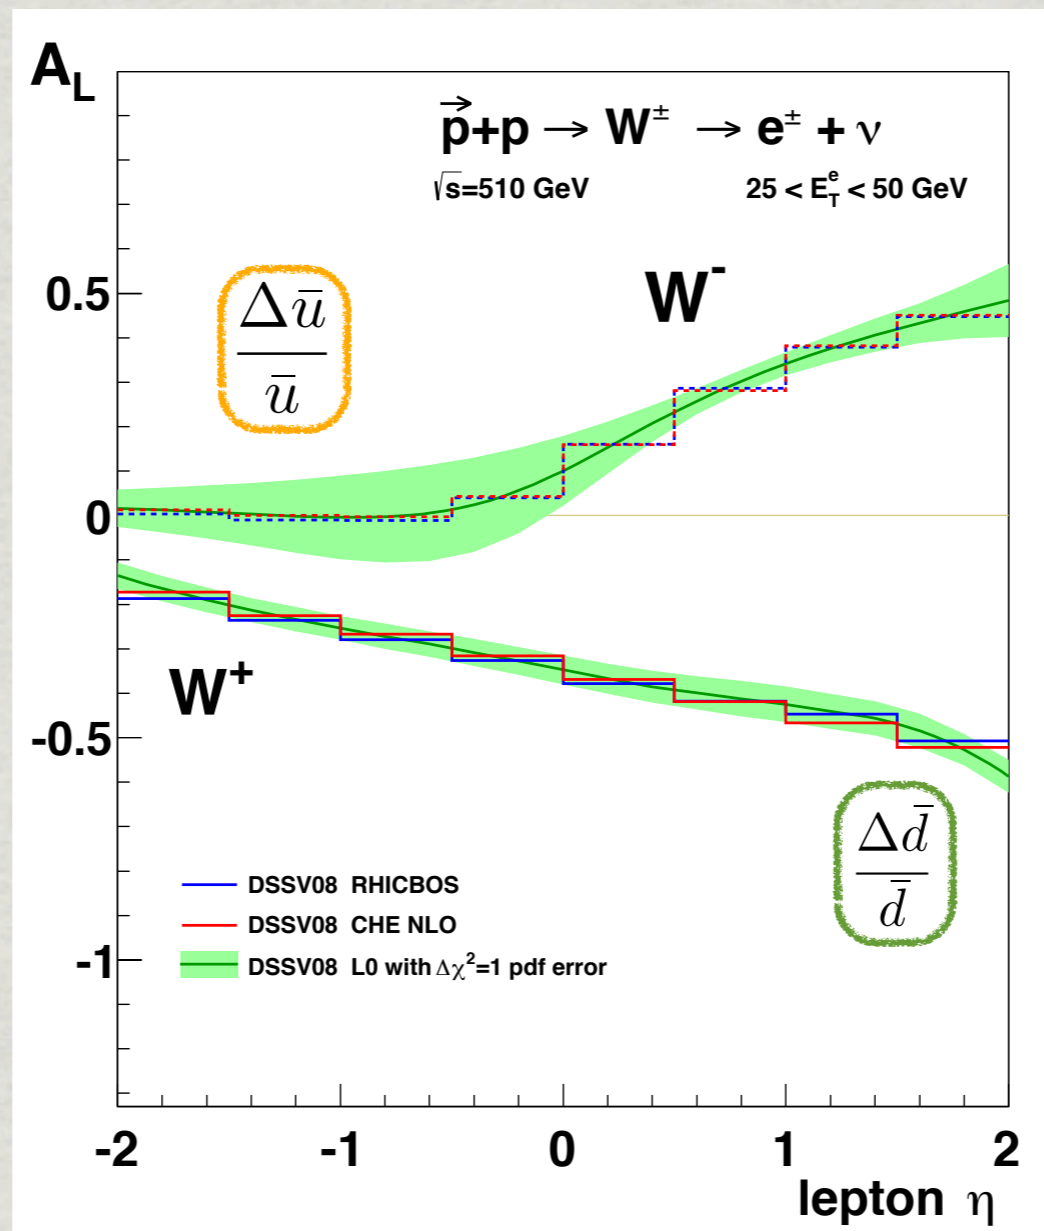 A_L
→p+p → W± → e± + ν
√s=510 GeV 25 < E_T^e < 50 GeV
0.5
W-
Δū
ū
0
W+
-0.5
Δd̄
d̄
DSSV08 RHICBOS
DSSV08 CHE NLO
-1
DSSV08 L0 with Δχ²=1 pdf error
-2 -1 0 1 2
lepton η